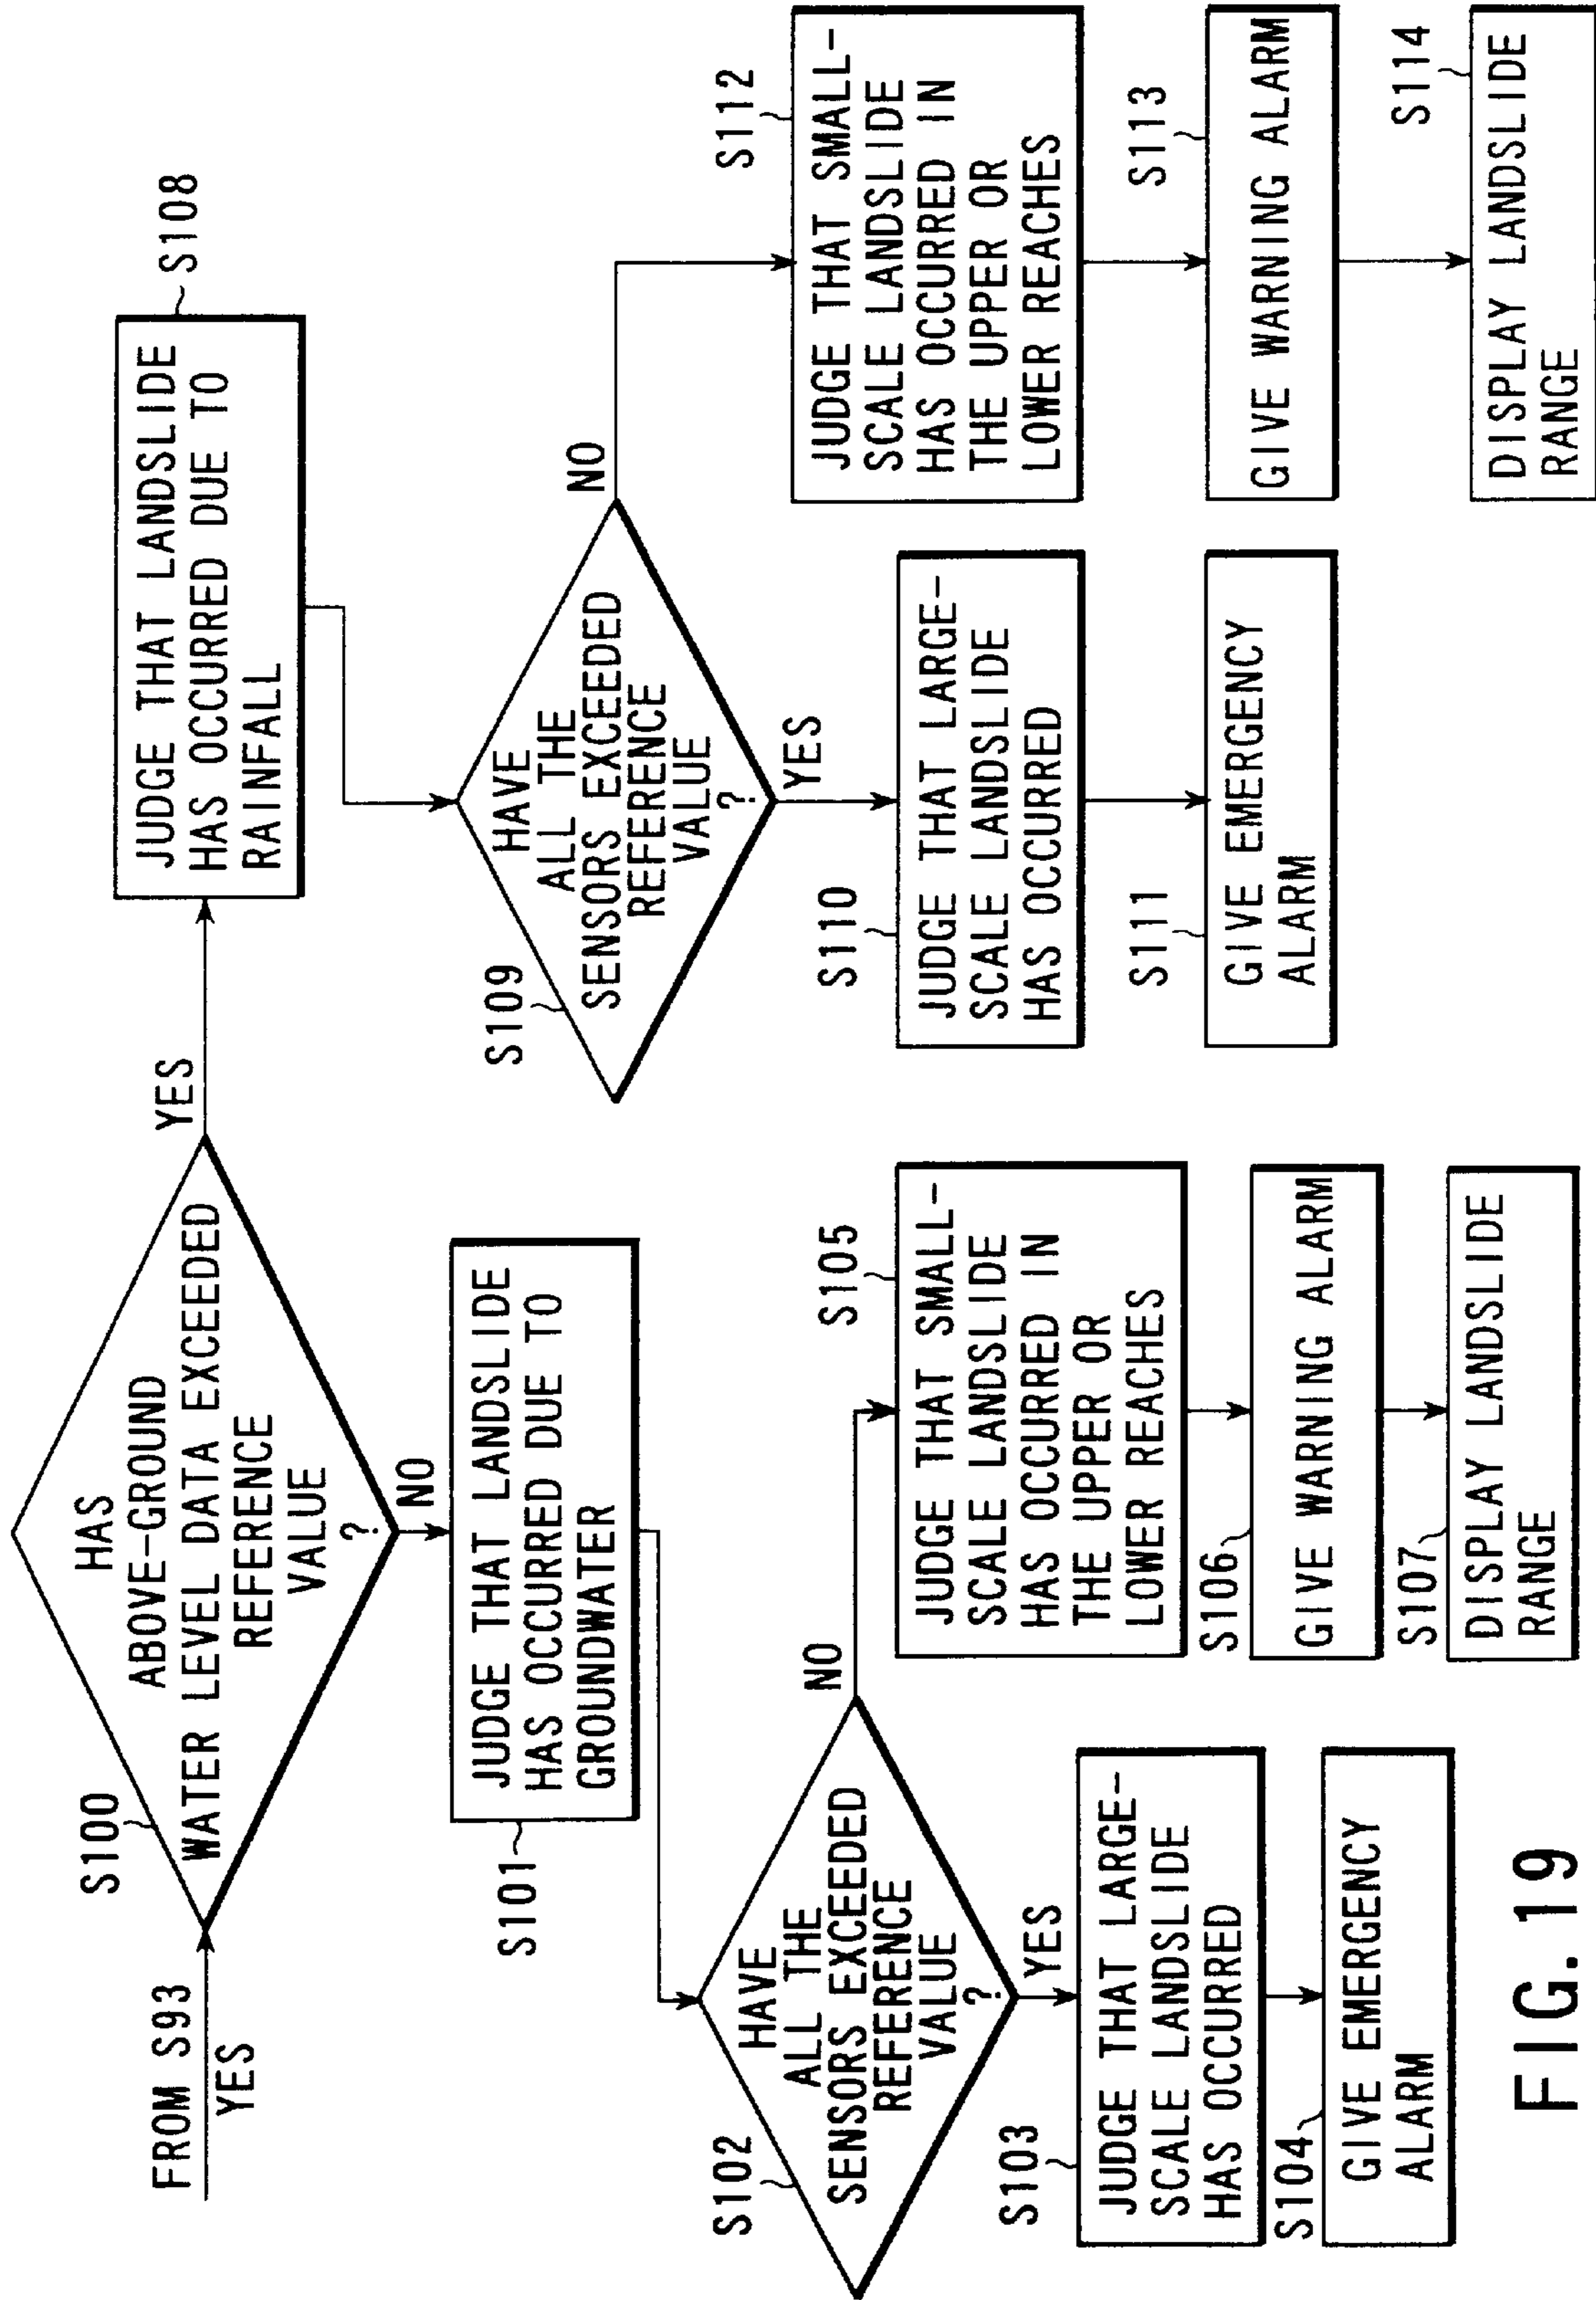 FROM S93
YES
S100
HAS
ABOVE-GROUND
WATER LEVEL DATA EXCEEDED
REFERENCE
VALUE
?
YES
NO
S101
JUDGE THAT LANDSLIDE
HAS OCCURRED DUE TO
GROUNDWATER
S102
HAVE
ALL THE
SENSORS EXCEEDED
REFERENCE
VALUE
?
YES
NO
S103
JUDGE THAT LARGE-
SCALE LANDSLIDE
HAS OCCURRED
S104
GIVE EMERGENCY
ALARM
S105
JUDGE THAT SMALL-
SCALE LANDSLIDE
HAS OCCURRED IN
THE UPPER OR
LOWER REACHES
S106
GIVE WARNING ALARM
S107
DISPLAY LANDSLIDE
RANGE
S108
JUDGE THAT LANDSLIDE
HAS OCCURRED DUE TO
RAINFALL
S109
HAVE
ALL THE
SENSORS EXCEEDED
REFERENCE
VALUE
?
YES
NO
S110
JUDGE THAT LARGE-
SCALE LANDSLIDE
HAS OCCURRED
S111
GIVE EMERGENCY
ALARM
S112
JUDGE THAT SMALL-
SCALE LANDSLIDE
HAS OCCURRED IN
THE UPPER OR
LOWER REACHES
S113
GIVE WARNING ALARM
S114
DISPLAY LANDSLIDE
RANGE
FIG. 19